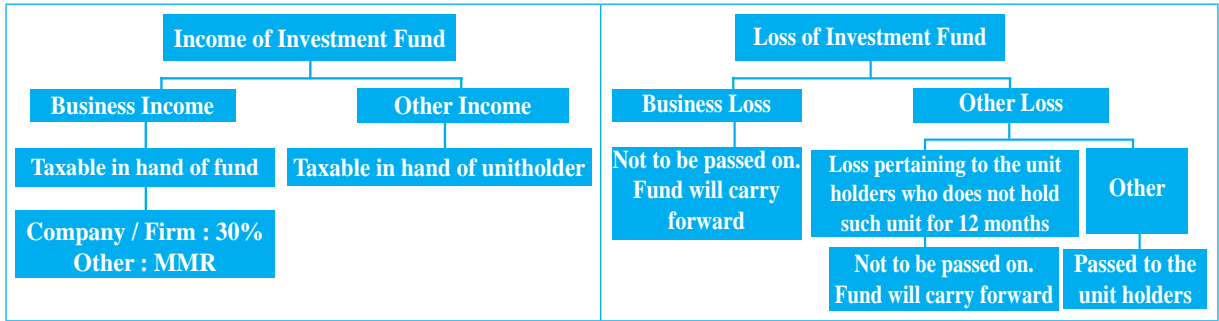 Income of Investment Fund
Business Income
Other Income
Taxable in hand of fund
Taxable in hand of unitholder
Company / Firm : 30%
Other : MMR
Loss of Investment Fund
Business Loss
Other Loss
Not to be passed on.
Fund will carry
forward
Loss pertaining to the unit
holders who does not hold
such unit for 12 months
Other
Not to be passed on.
Fund will carry forward
Passed to the
unit holders